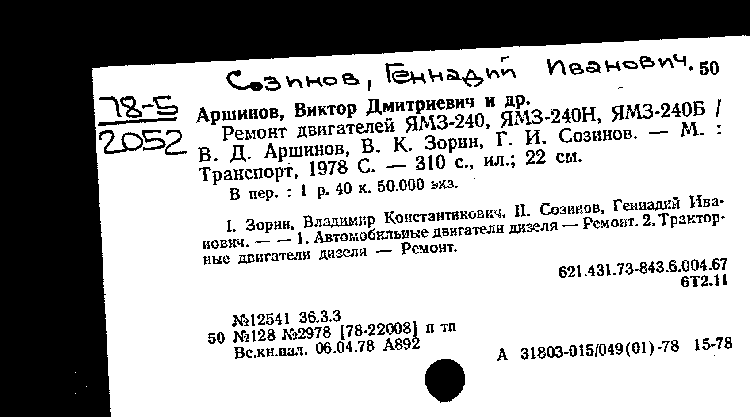 Созинов, Геннадий Иванович. 50
78-5
2052
Аршинов, Виктор Дмитриевич и др.
Ремонт двигателей ЯМЗ-240, ЯМЗ-240Н, ЯМЗ-240Б /
В. Д. Аршинов, В. К. Зорин, Г. И. Созинов. — М. :
Транспорт, 1978 С. — 310 с., ил.; 22 см.
В пер. : 1 р. 40 к. 50.000 экз.
I. Зорин, Владимир Константинович, II. Созинов, Геннадий Ива-
нович. — — 1. Автомобильные двигатели дизеля — Ремонт. 2. Трактор-
ные двигатели дизеля — Ремонт.
621.431.73-843.6.004.67
6Т2.11
№12541 36.3.3
50 №128 №2978 [78-22008] п тп
Вс.кн.пал. 06.04.78 А892
А 31803-015/049(01)-78 15-78